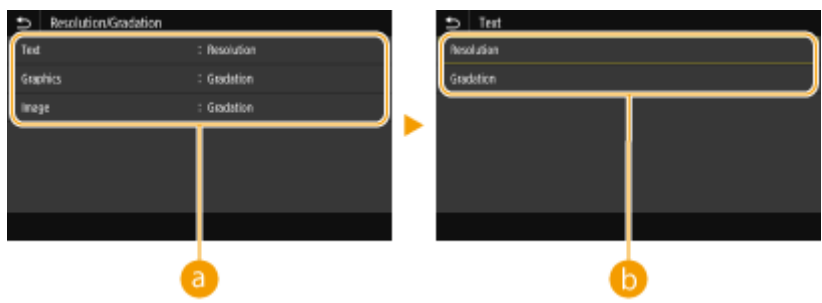 Resolution/Gradation
Text : Resolution
Graphics : Gradation
Image : Gradation
a
Text
Resolution
Gradation
b